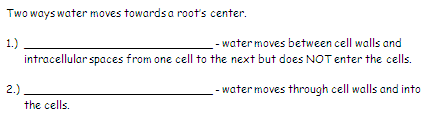 Two ways water moves towards a root's center.
1.) ______________________________ - water moves between cell walls and
intracellular spaces from one cell to the next but does NOT enter the cells.
2.) ______________________________ - water moves through cell walls and into
the cells.